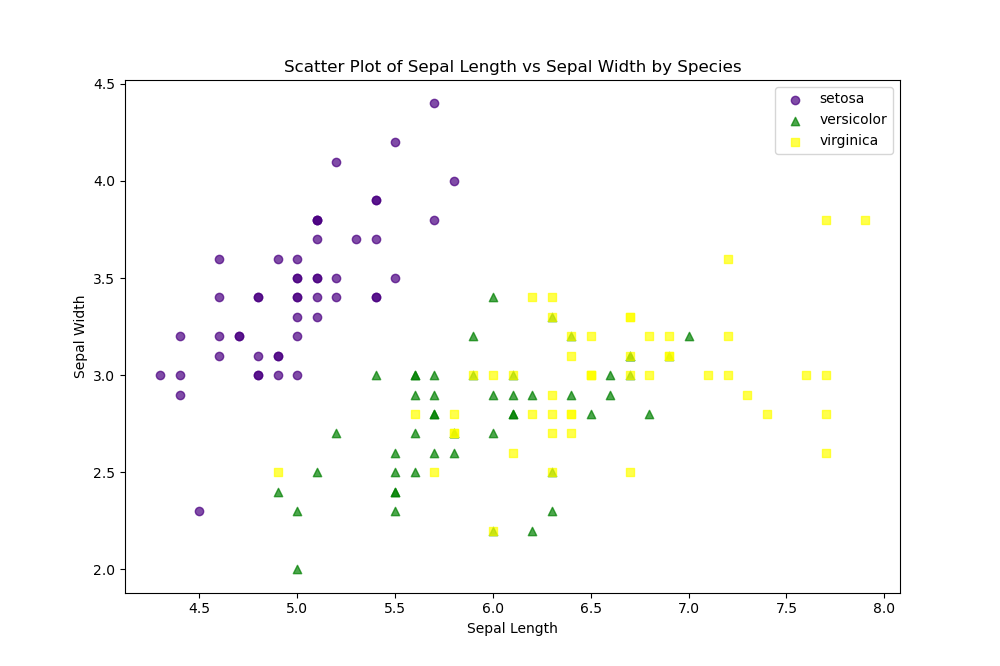 Scatter Plot of Sepal Length vs Sepal Width by Species
setosa
versicolor
virginica
Sepal Width
4.5
4.0
3.5
3.0
2.5
2.0
4.5 5.0 5.5 6.0 6.5 7.0 7.5 8.0
Sepal Length